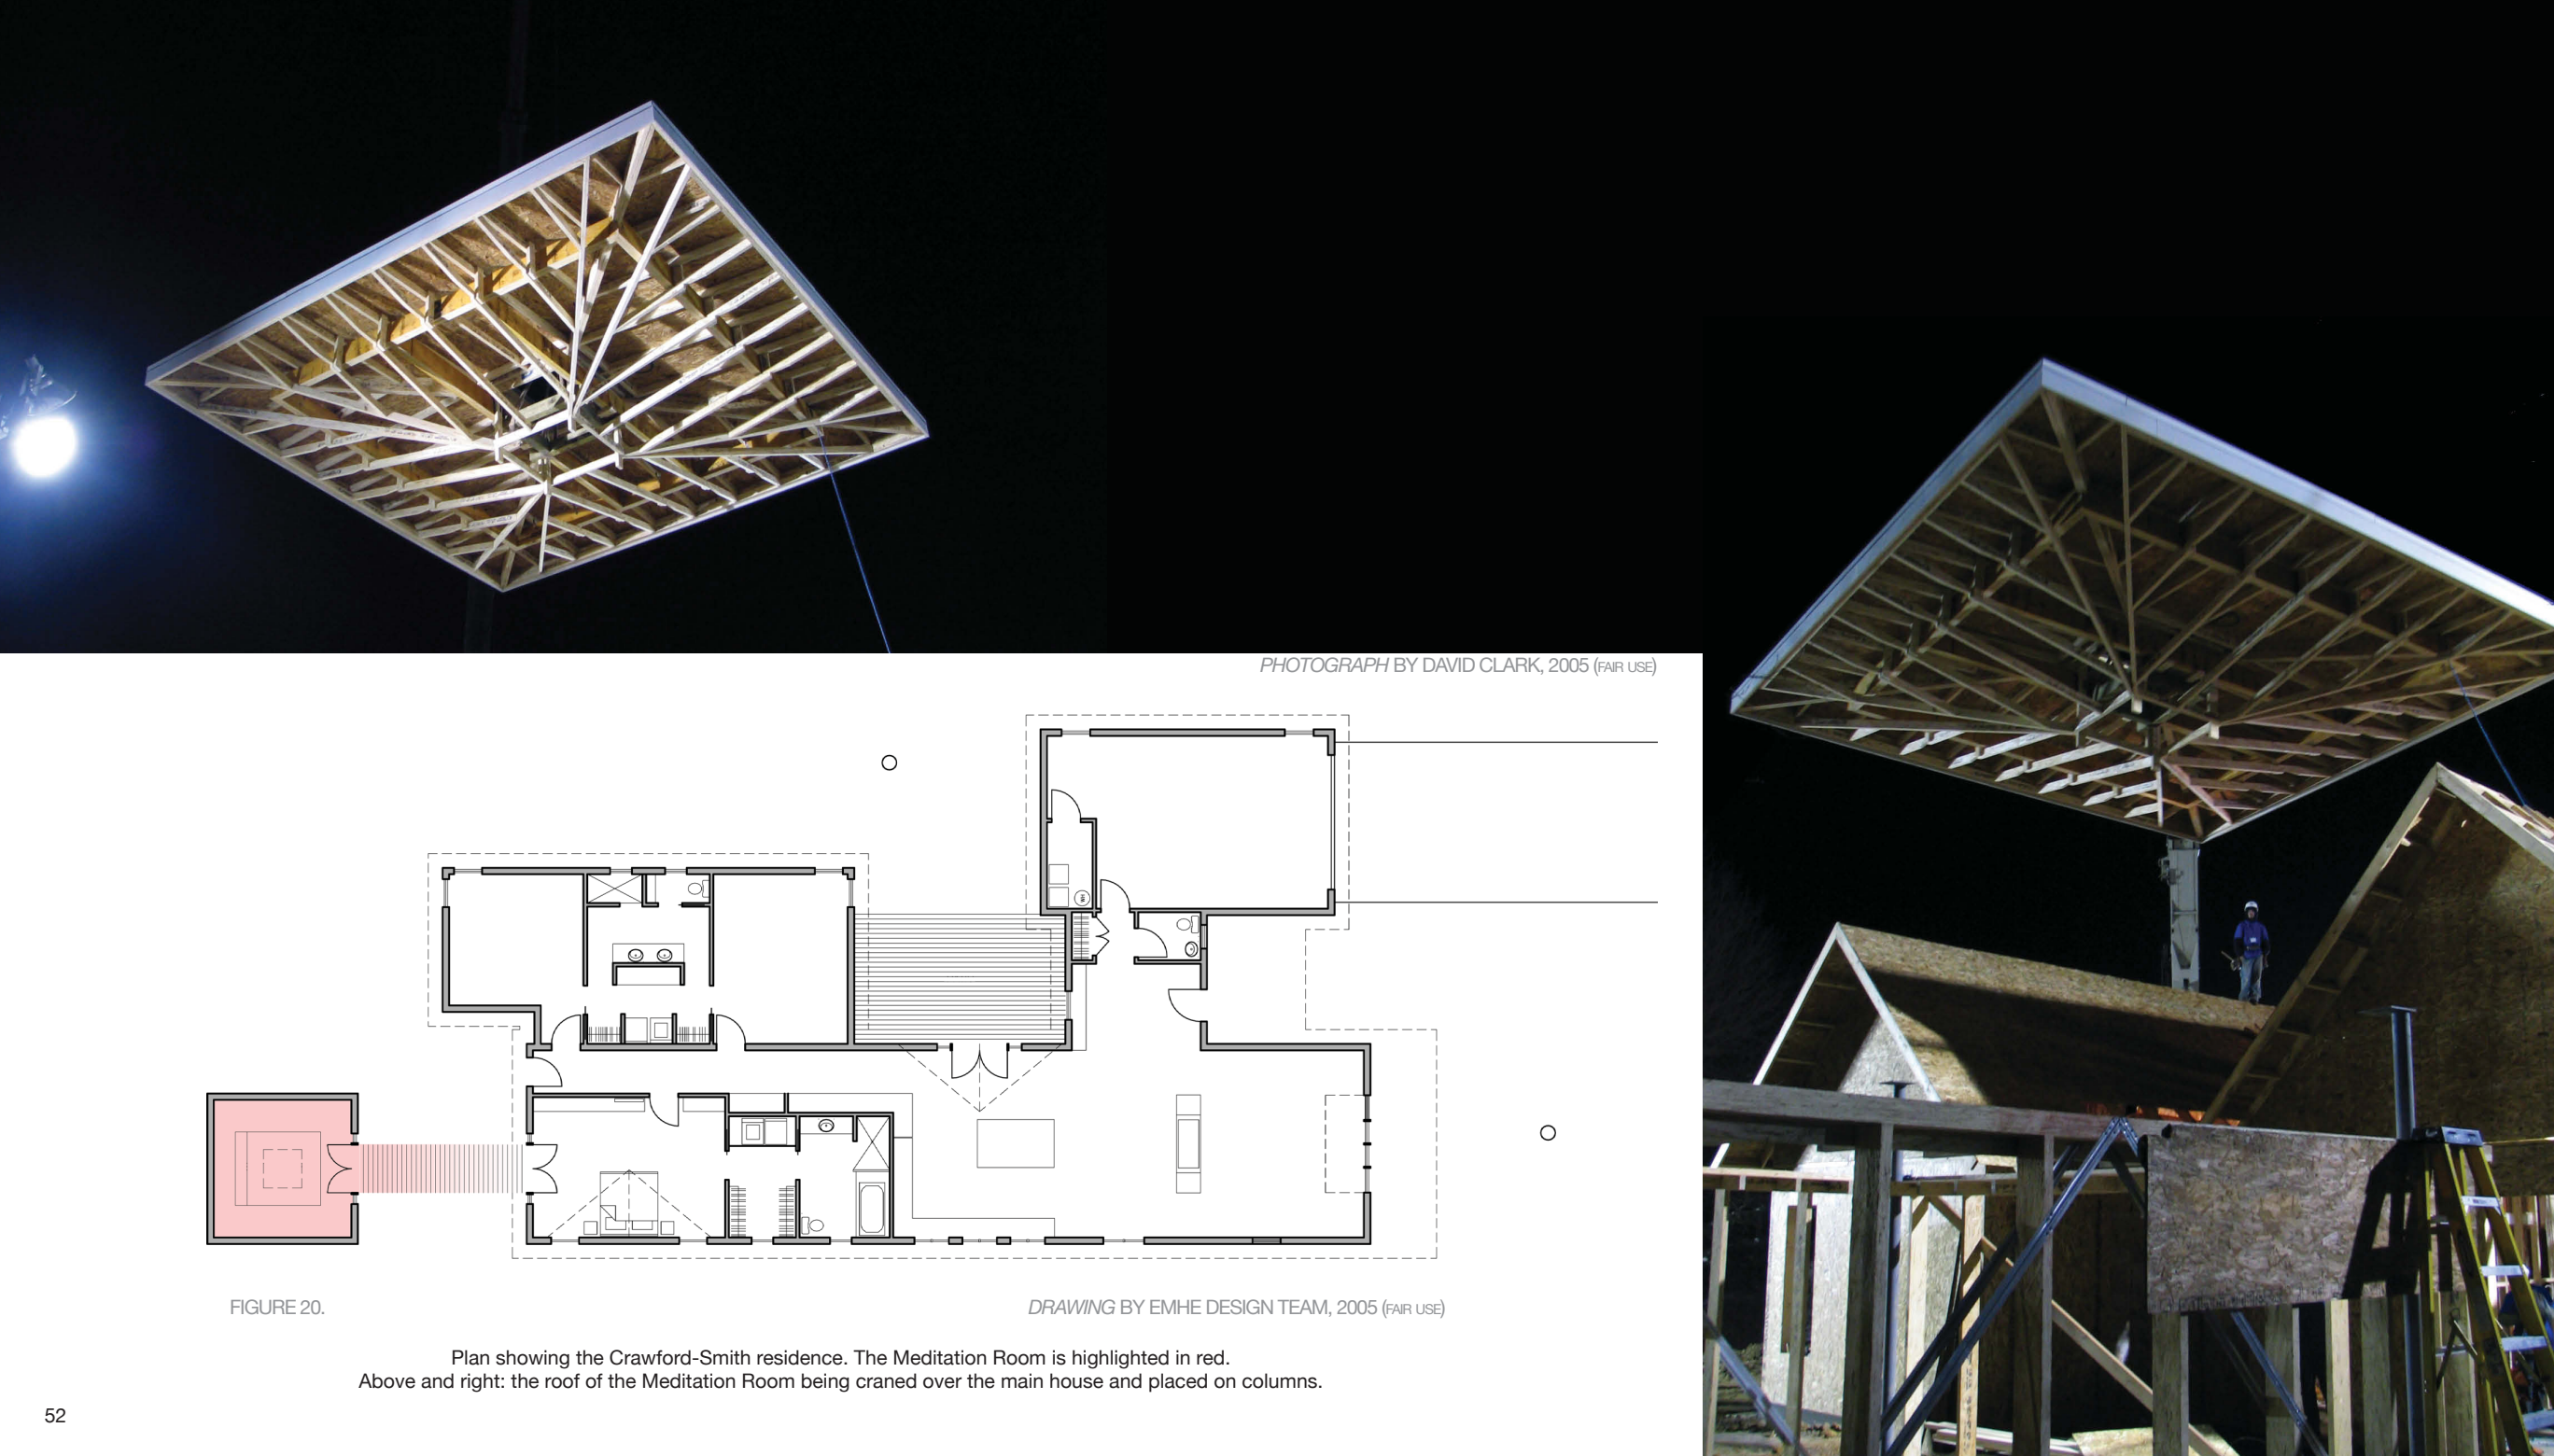 PHOTOGRAPH BY DAVID CLARK, 2005 (FAIR USE)
FIGURE 20.
DRAWING BY EMHE DESIGN TEAM, 2005 (FAIR USE)
Plan showing the Crawford-Smith residence. The Meditation Room is highlighted in red.
Above and right: the roof of the Meditation Room being craned over the main house and placed on columns.
52